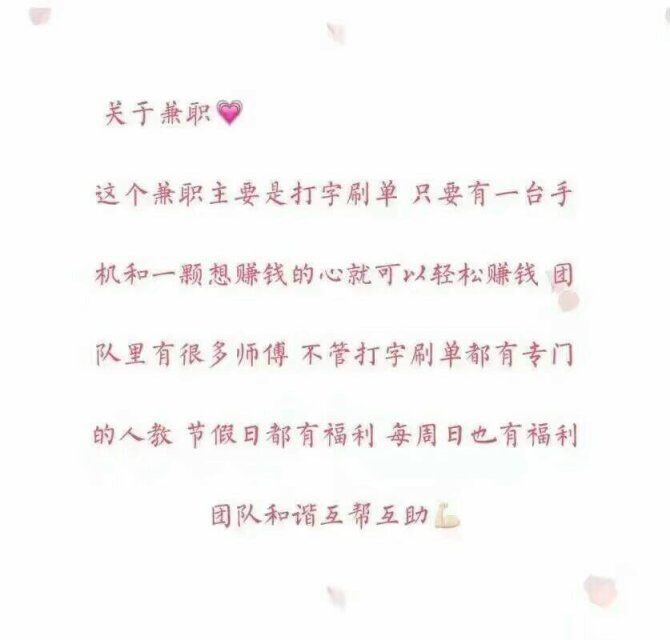 关于兼职💗
这个兼职主要是打字刷单 只要有一台手
机和一颗想赚钱的心就可以轻松赚钱 团
队里有很多师傅 不管打字刷单都有专门
的人教 节假日都有福利 每周日也有福利
团队和谐互帮互助💪🏻